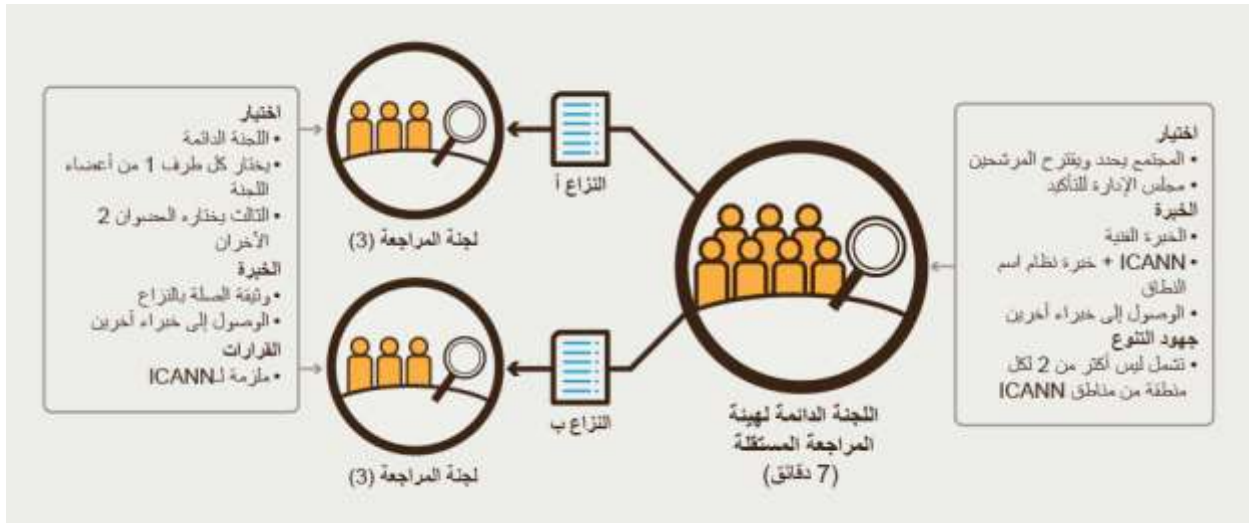 اختيار
• المجتمع يحدد ويقترح المرشحين
• مجلس الإدارة للتأكيد
الخبرة
• الخبرة الفنية
• ICANN + خبرة نظام اسم
النطاق
• الوصول إلى خبراء آخرين
جهود التنوع
• تشمل ليس أكثر من 2 لكل
منطقة من مناطق ICANN
اللجنة الدائمة لهيئة
المراجعة المستقلة
(7 دقائق)
النزاع أ
النزاع ب
لجنة المراجعة (3)
لجنة المراجعة (3)
اختيار
• اللجنة الدائمة
• يختار كل طرف 1 من أعضاء
اللجنة
• الثالث يختاره العضوان 2
الأخران
الخبرة
• وثيقة الصلة بالنزاع
• الوصول إلى خبراء آخرين
القرارات
• ملزمة لـICANN